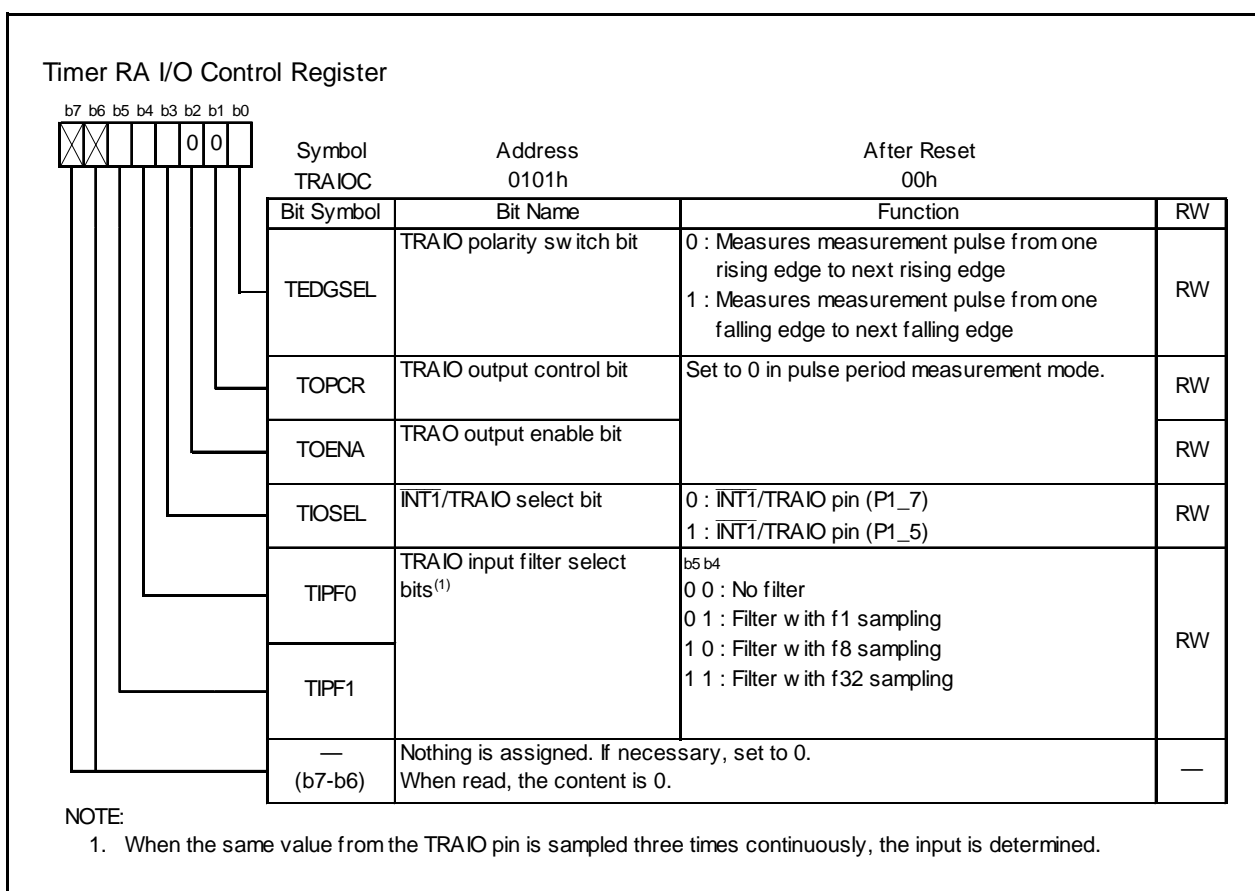 Timer RA I/O Control Register
b7 b6 b5 b4 b3 b2 b1 b0
0 0
Symbol Address After Reset
TRAIOC 0101h 00h
Bit Symbol Bit Name Function RW
TEDGSEL TRAIO polarity switch bit 0 : Measures measurement pulse from one
rising edge to next rising edge
1 : Measures measurement pulse from one
falling edge to next falling edge
RW
TOPCR TRAIO output control bit Set to 0 in pulse period measurement mode. RW
TOENA TRAO output enable bit RW
TIOSEL INT1/TRAIO select bit 0 : INT1/TRAIO pin (P1_7)
1 : INT1/TRAIO pin (P1_5)
RW
TIPF0 TRAIO input filter select
bits(1)
b5 b4
0 0 : No filter
0 1 : Filter with f1 sampling
1 0 : Filter with f8 sampling
1 1 : Filter with f32 sampling
RW
TIPF1
—
(b7-b6)
Nothing is assigned. If necessary, set to 0.
When read, the content is 0.
—
NOTE:
1. When the same value from the TRAIO pin is sampled three times continuously, the input is determined.